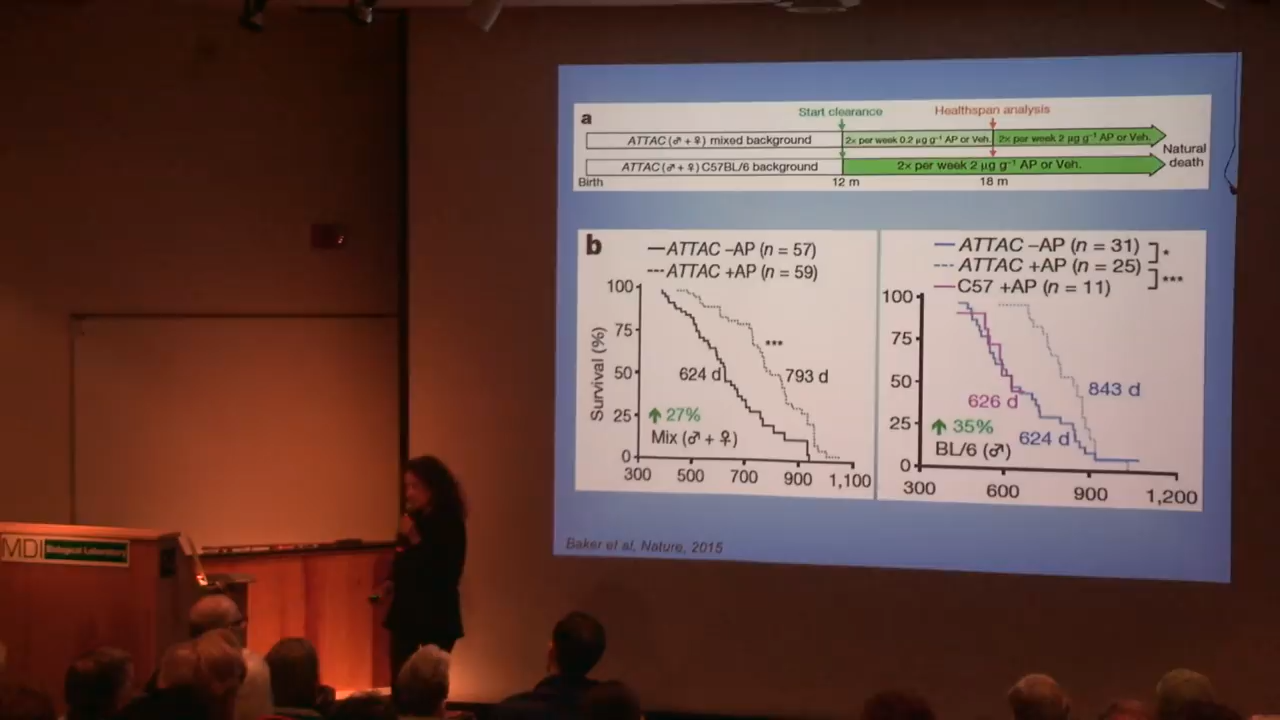 a
Start clearance
Healthspan analysis
ATTAC (♂ + ♀) mixed background
2× per week 0.2 µg g⁻¹ AP or Veh.
2× per week 2 µg g⁻¹ AP or Veh.
ATTAC (♂ + ♀) C57BL/6 background
2× per week 2 µg g⁻¹ AP or Veh.
Natural
death
Birth
12 m
18 m
b
ATTAC –AP (n = 57)
ATTAC +AP (n = 59)
Survival (%)
100
75
50
25
0
***
624 d
793 d
27%
Mix (♂ + ♀)
300 500 700 900 1,100
ATTAC –AP (n = 31)
ATTAC +AP (n = 25)
C57 +AP (n = 11)
*
***
100
75
50
25
0
843 d
626 d
624 d
35%
BL/6 (♂)
300 600 900 1,200
Baker et al, Nature, 2015
MDI Biological Laboratory